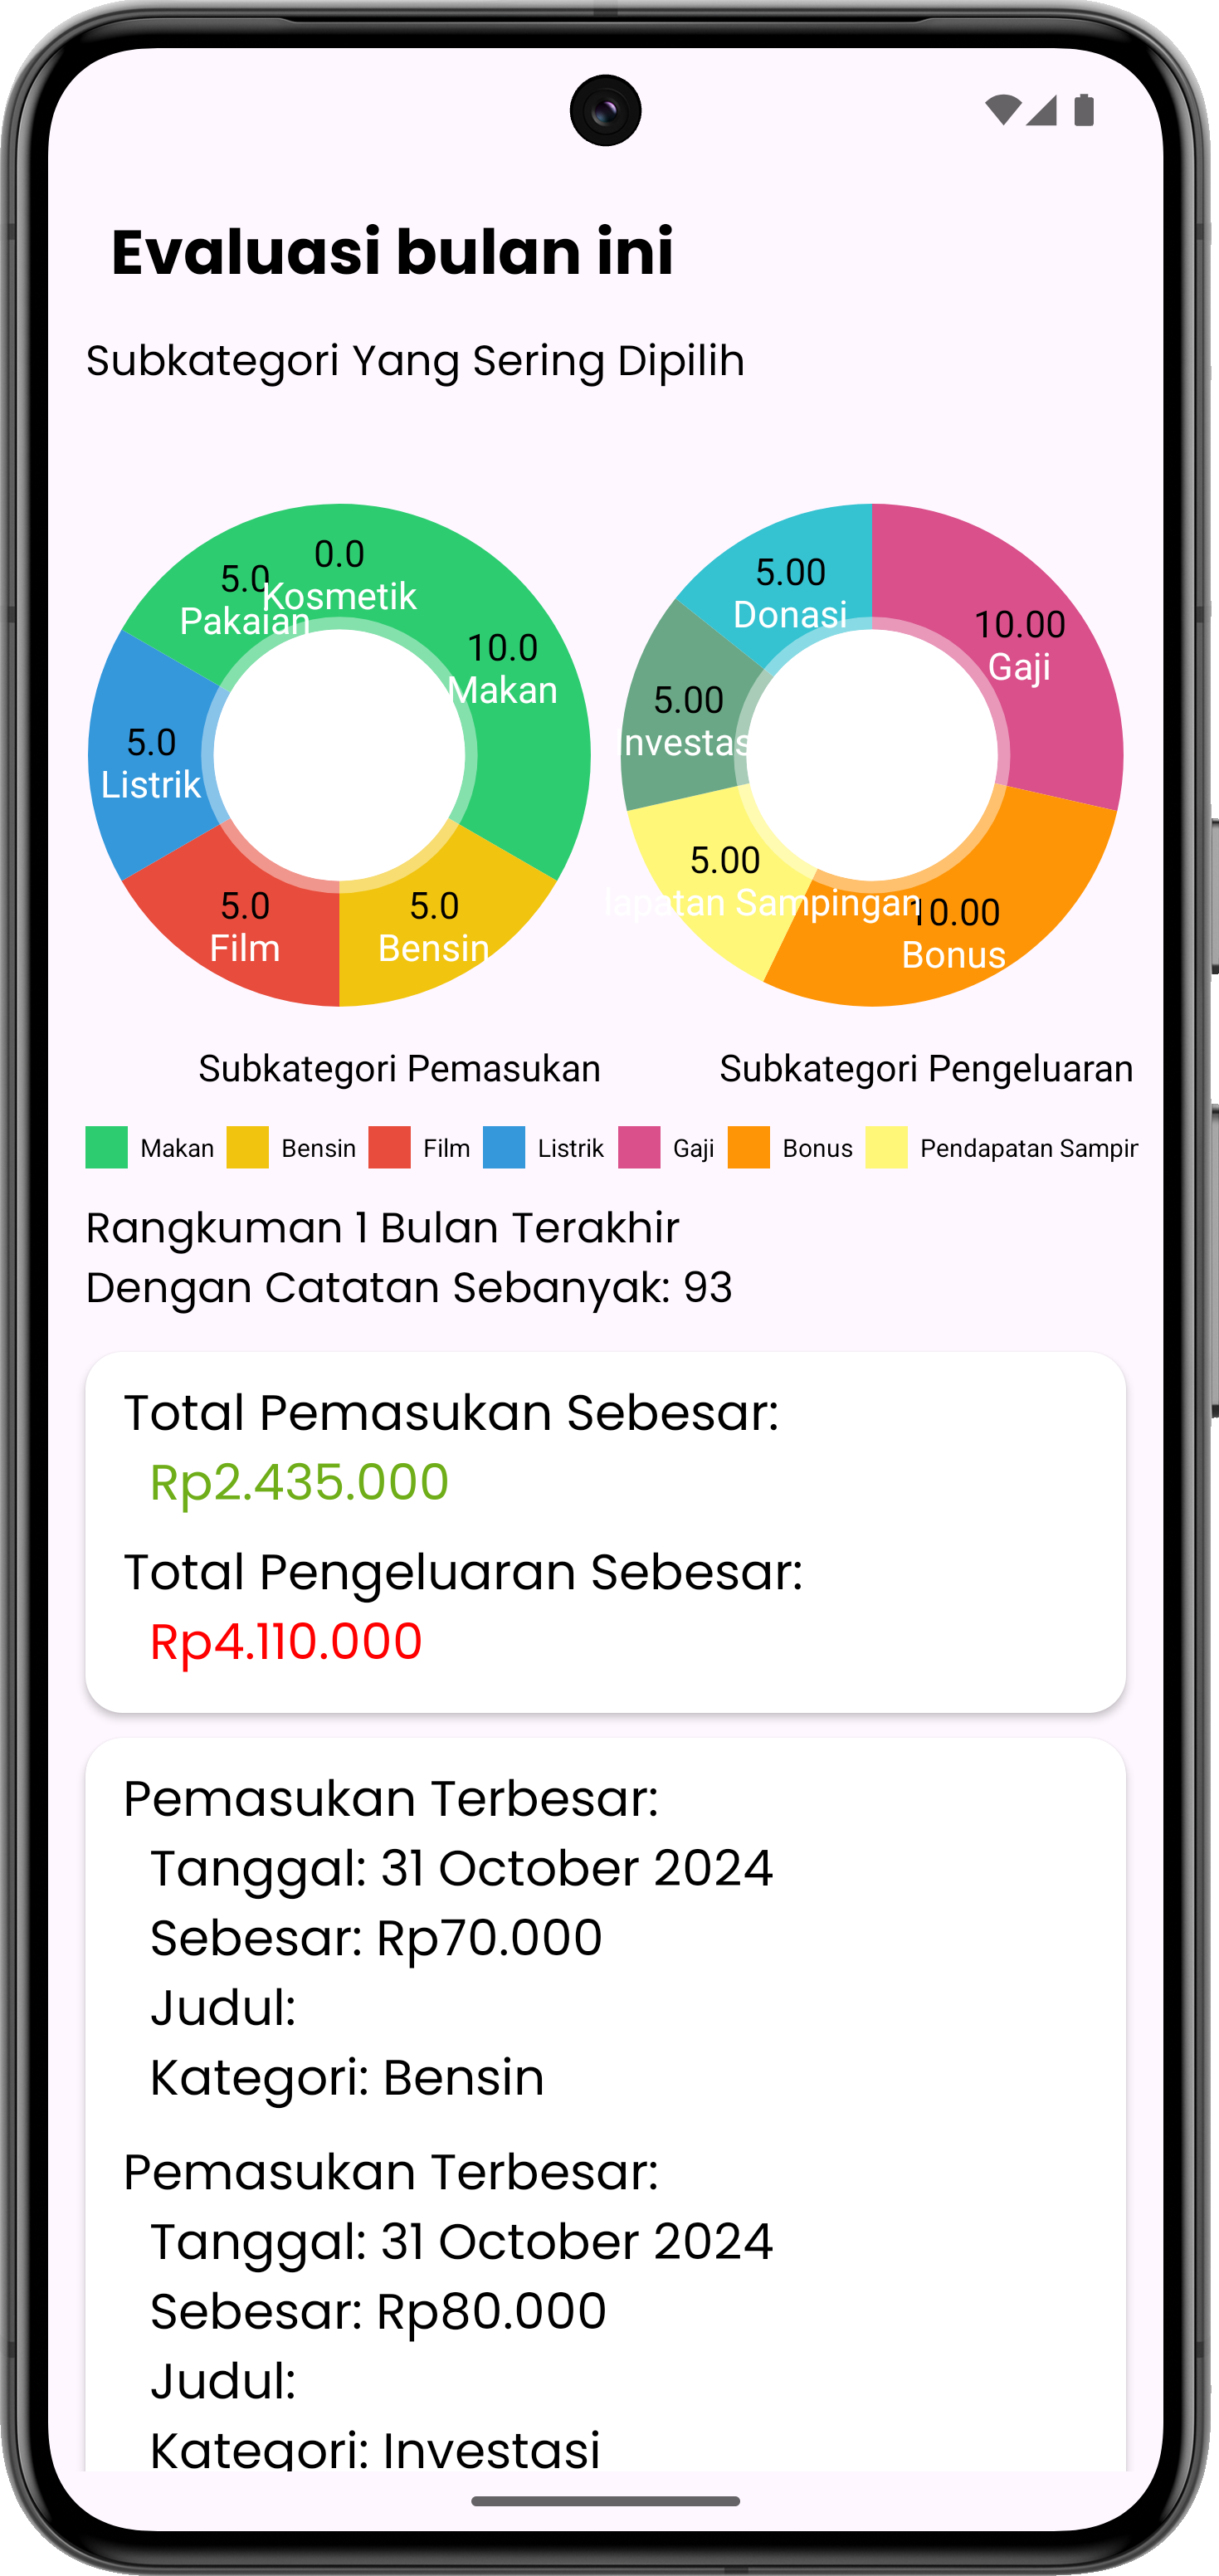 Evaluasi bulan ini
Subkategori Yang Sering Dipilih
0.0
Kosmetik
5.0
Pakaian
10.0
Makan
5.0
Listrik
5.0
Film
5.0
Bensin
5.00
Donasi
10.00
Gaji
5.00
nvestas
5.00
lapatan Sampingan
10.00
Bonus
Subkategori Pemasukan
Subkategori Pengeluaran
Makan Bensin Film Listrik Gaji Bonus Pendapatan Sampir
Rangkuman 1 Bulan Terakhir
Dengan Catatan Sebanyak: 93
Total Pemasukan Sebesar:
Rp2.435.000
Total Pengeluaran Sebesar:
Rp4.110.000
Pemasukan Terbesar:
Tanggal: 31 October 2024
Sebesar: Rp70.000
Judul:
Kategori: Bensin
Pemasukan Terbesar:
Tanggal: 31 October 2024
Sebesar: Rp80.000
Judul:
Kategori: Investasi